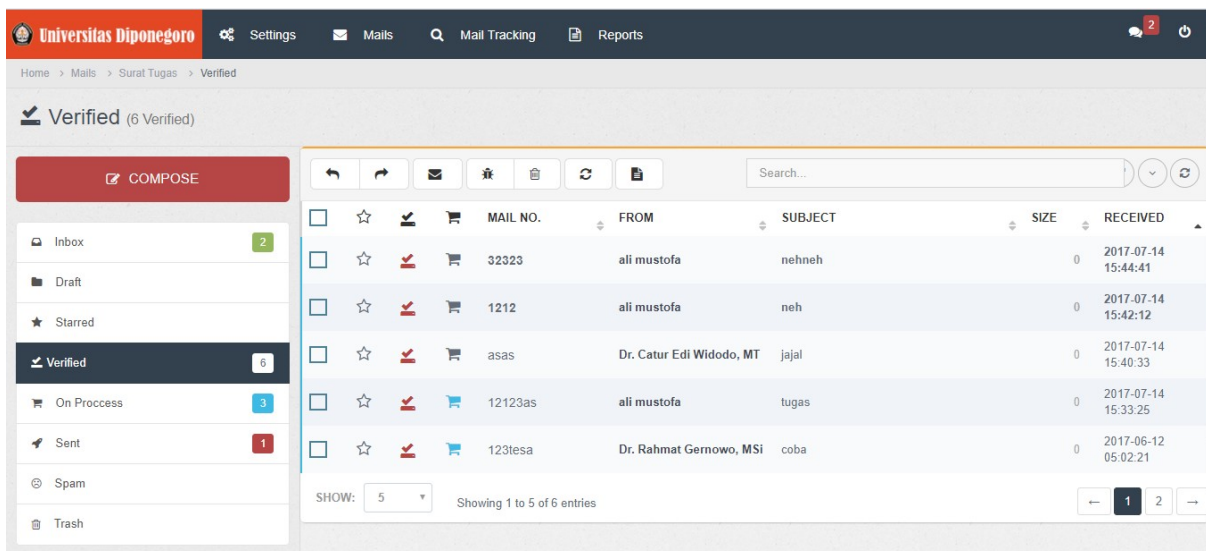 Universitas Diponegoro Settings Mails Mail Tracking Reports 2
Home > Mails > Surat Tugas > Verified
Verified (6 Verified)
COMPOSE
Inbox 2
Draft
Starred
Verified 6
On Proccess 3
Sent 1
Spam
Trash
Search...
MAIL NO. FROM SUBJECT SIZE RECEIVED
32323 ali mustofa nehneh 0 2017-07-14
15:44:41
1212 ali mustofa neh 0 2017-07-14
15:42:12
asas Dr. Catur Edi Widodo, MT jajal 0 2017-07-14
15:40:33
12123as ali mustofa tugas 0 2017-07-14
15:33:25
123tesa Dr. Rahmat Gernowo, MSi coba 0 2017-06-12
05:02:21
SHOW: 5 Showing 1 to 5 of 6 entries ← 1 2 →